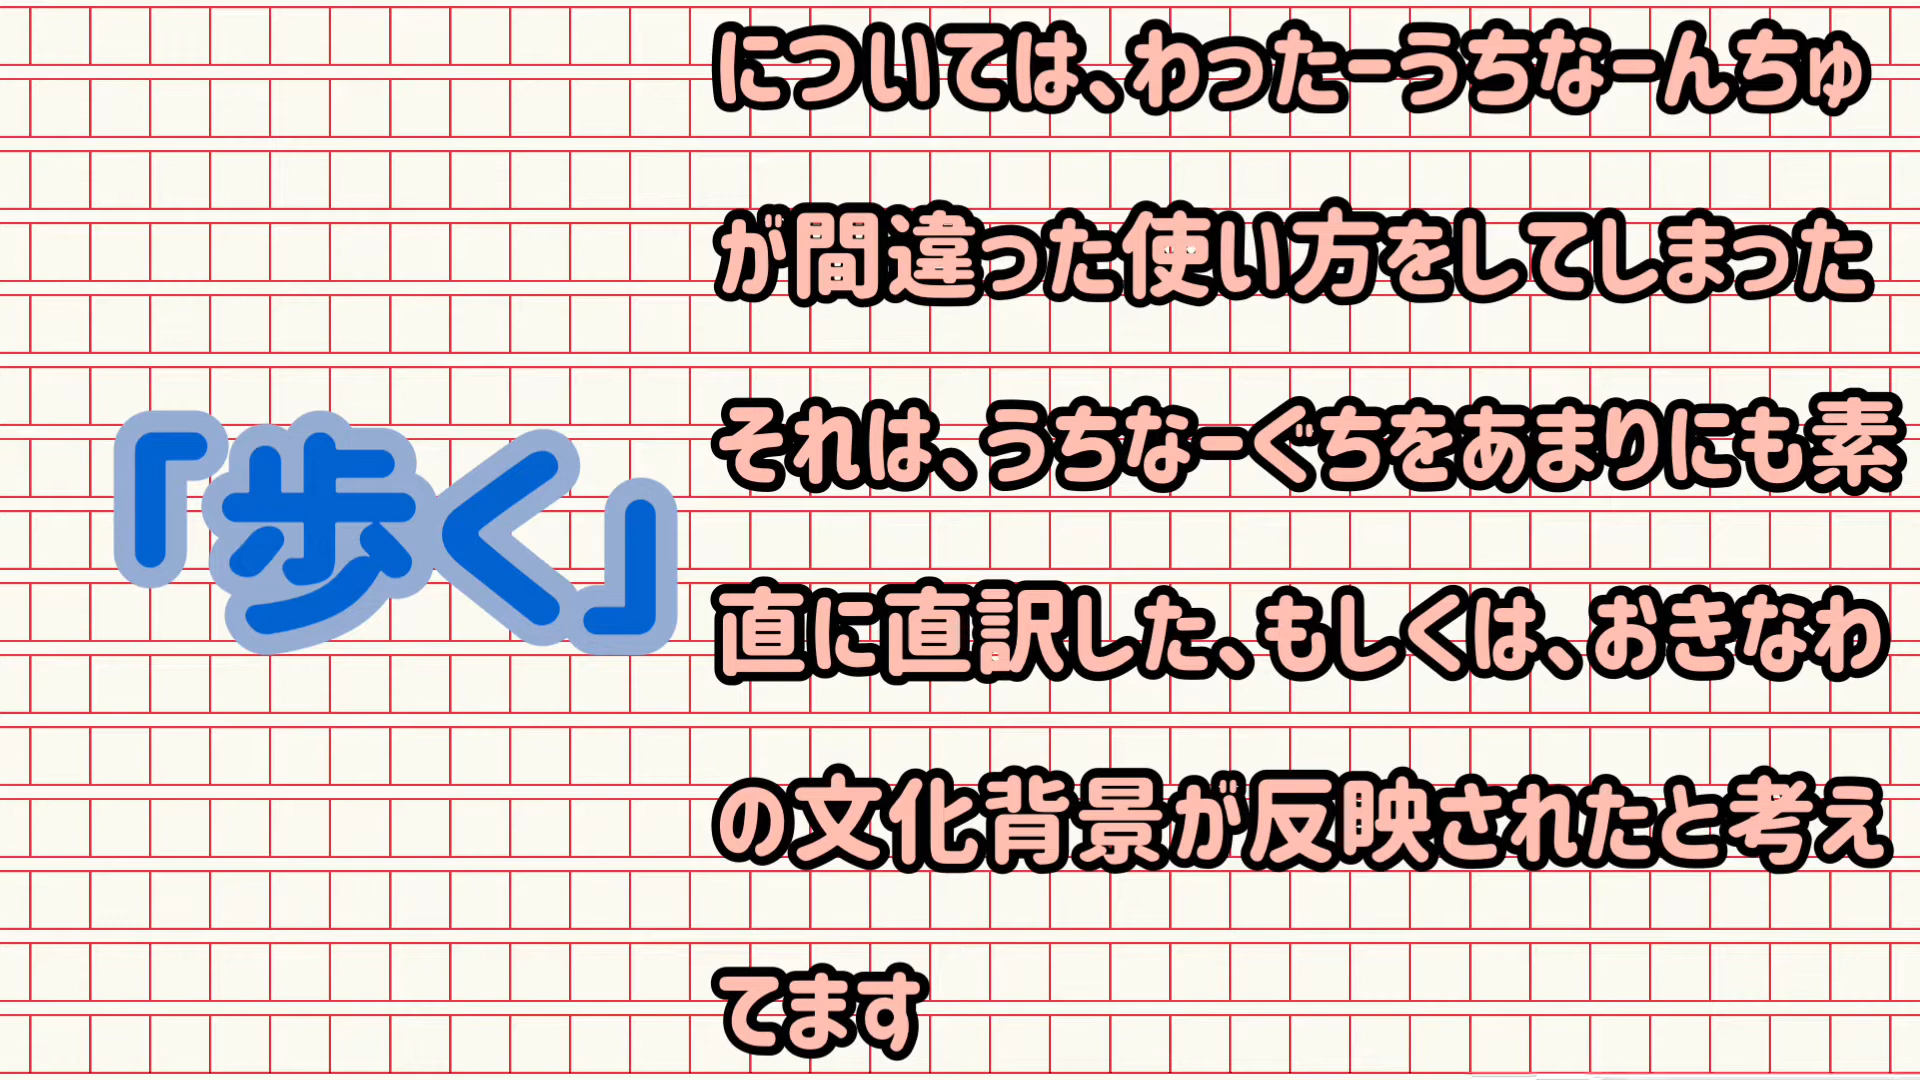 「歩く」
については、わったーうちなーんちゅ
が間違った使い方をしてしまった
それは、うちなーぐちをあまりにも素
直に直訳した、もしくは、おきなわ
の文化背景が反映されたと考え
てます